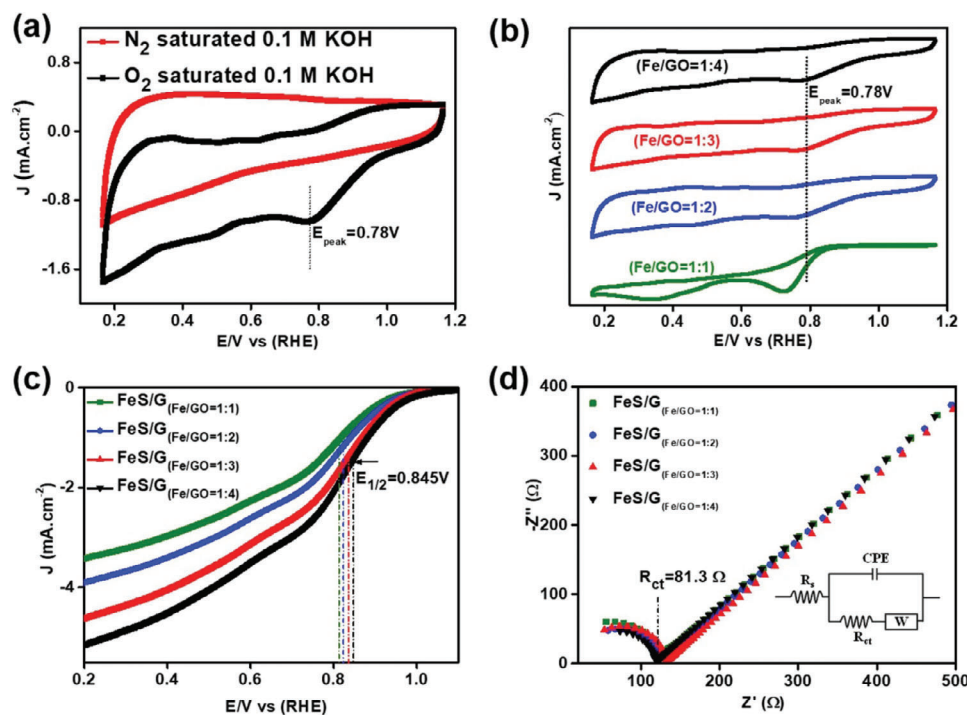 (a)
N2 saturated 0.1 M KOH
O2 saturated 0.1 M KOH
0.8
0.0
-0.8
-1.6
J (mA.cm-2)
Epeak=0.78V
0.2 0.4 0.6 0.8 1.0 1.2
E/V vs (RHE)
(b)
(Fe/GO=1:4)
Epeak=0.78V
(Fe/GO=1:3)
(Fe/GO=1:2)
(Fe/GO=1:1)
J (mA.cm-2)
0.2 0.4 0.6 0.8 1.0 1.2
E/V vs (RHE)
(c)
0
-2
-4
J (mA.cm-2)
FeS/G(Fe/GO=1:1)
FeS/G(Fe/GO=1:2)
FeS/G(Fe/GO=1:3)
FeS/G(Fe/GO=1:4)
E1/2=0.845V
0.2 0.4 0.6 0.8 1.0
E/V vs (RHE)
(d)
400
300
200
100
0
-Z'' (Ω)
FeS/G(Fe/GO=1:1)
FeS/G(Fe/GO=1:2)
FeS/G(Fe/GO=1:3)
FeS/G(Fe/GO=1:4)
Rct=81.3 Ω
CPE
Rs
Rct
W
100 200 300 400 500
Z' (Ω)